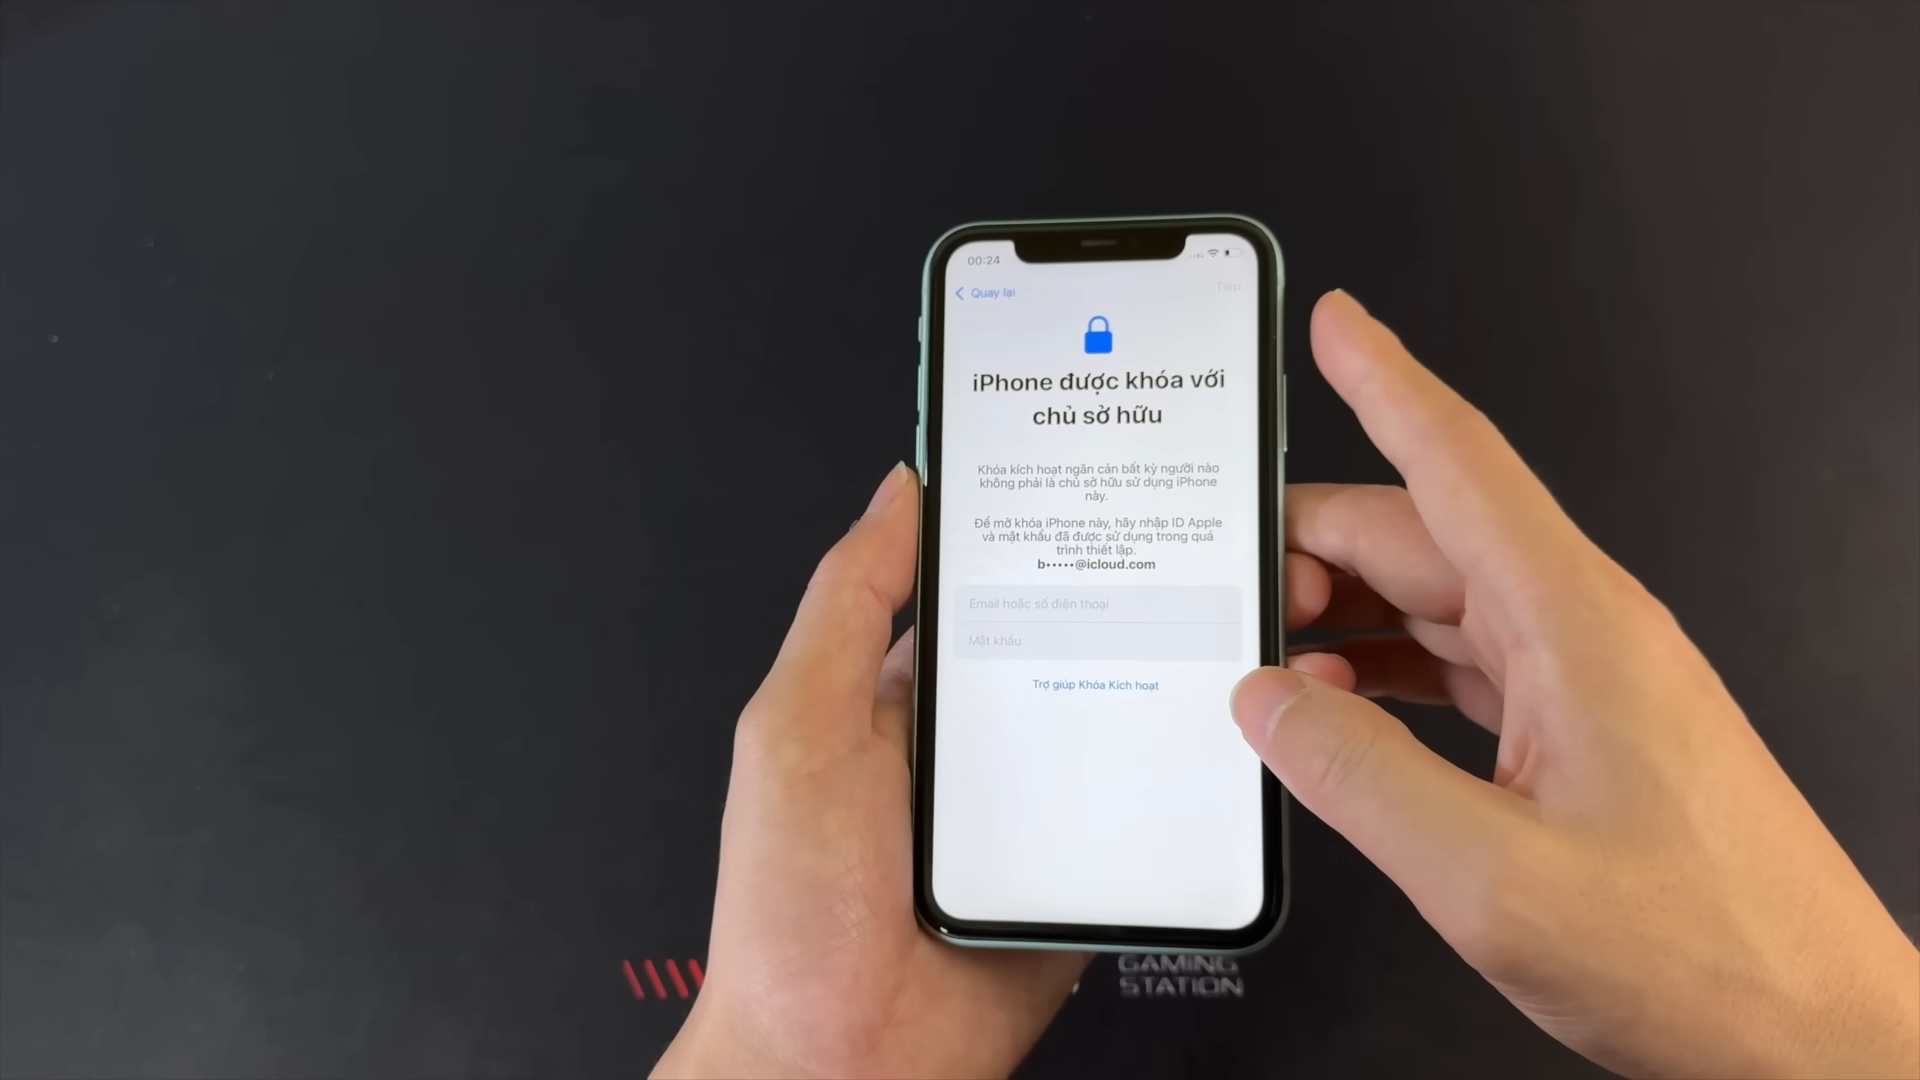 00:24
Quay lại
Tiếp
iPhone được khóa với
chủ sở hữu
Khóa kích hoạt ngăn cản bất kỳ người nào
không phải là chủ sở hữu sử dụng iPhone
này.
Để mở khóa iPhone này, hãy nhập ID Apple
và mật khẩu đã được sử dụng trong quá
trình thiết lập.
b•••••@icloud.com
Email hoặc số điện thoại
Mật khẩu
Trợ giúp Khóa Kích hoạt
GAMING
STATION